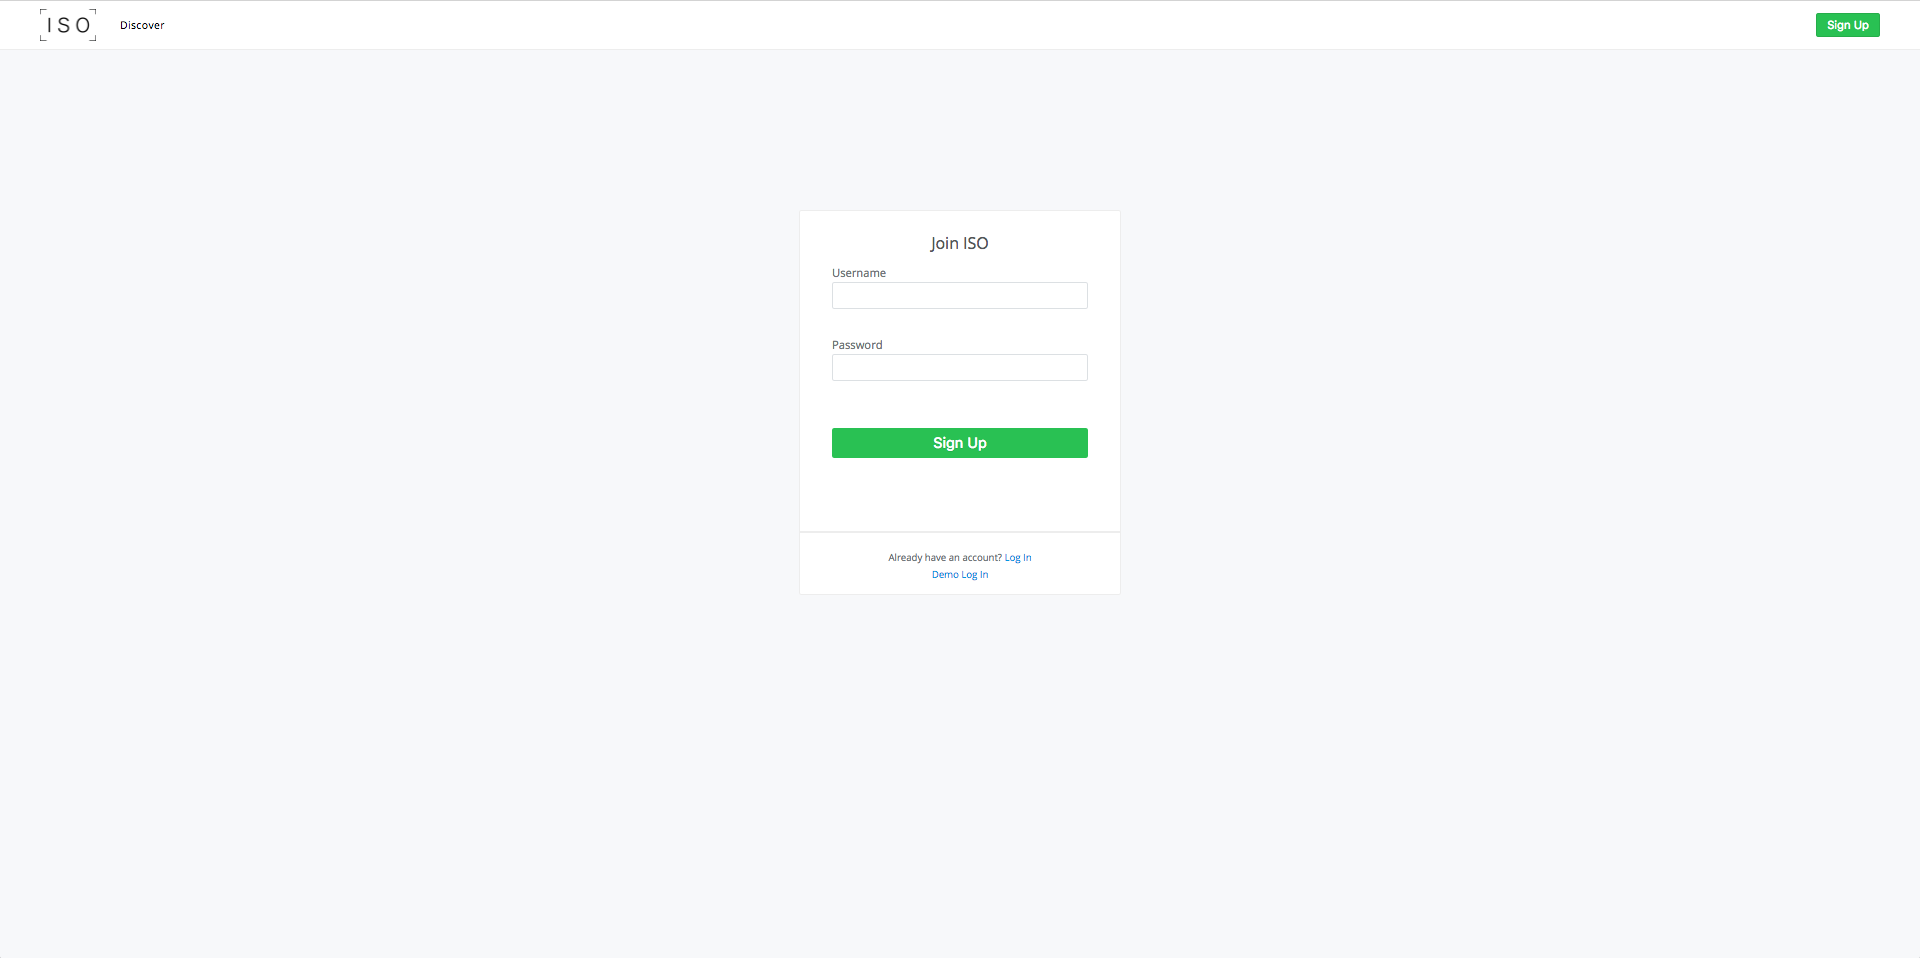 ISO
Discover
Sign Up
Join ISO
Username
Password
Sign Up
Already have an account? Log In
Demo Log In